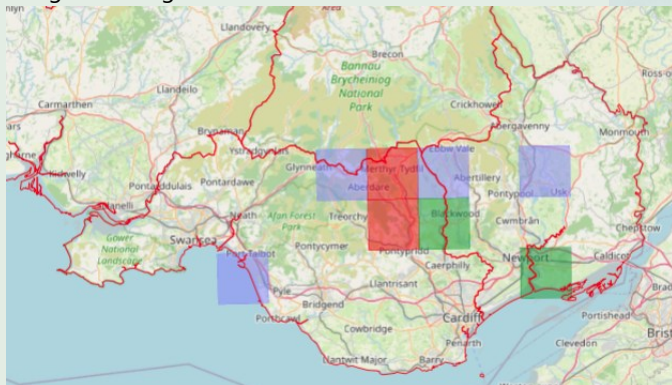 Llandovery
Area
Brecon
Ross-o
Bannau
Brycheiniog
National
Park
Llandeilo
Carmarthen
Crickhowell
Abergavenny
Monmouth
Brynaman
Ystradgynlais
Ebbw Vale
Glynneath
Merthyr Tydfil
Kidwelly
Aberdare
Abertillery
Pontarddulais
Pontardawe
Pontypool
Usk
Llanelli
Neath
Afan Forest
Park
Treorchy
Blackwood
Cwmbrân
Chepstow
Gower
National
Landscape
Swansea
Pontycymer
Pontypridd
Newport
Caldicot
Port Talbot
Caerphilly
Pyle
Llantrisant
Bridgend
Porthcawl
Portishead
Cardiff
Brist
Cowbridge
Penarth
Clevedon
Llantwit Major
Barry